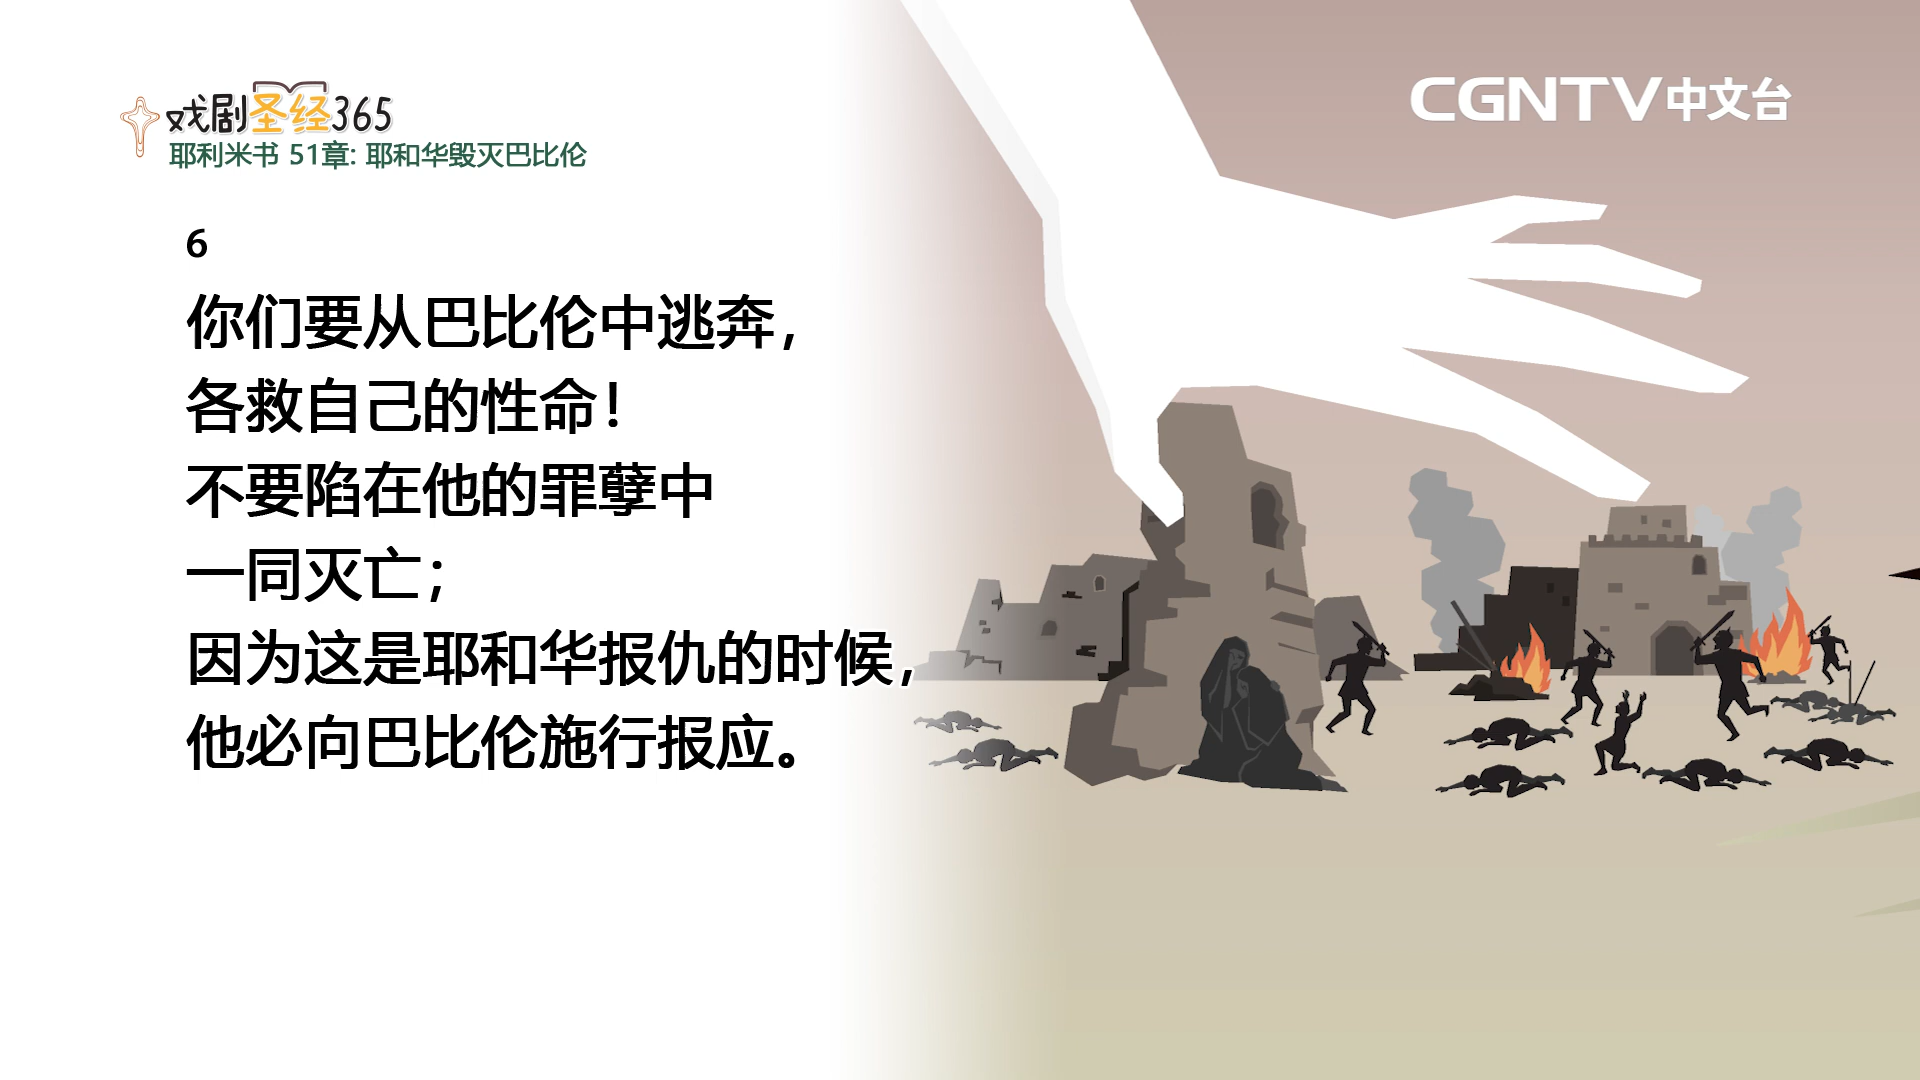 戏剧圣经365
CGNTV中文台
耶利米书 51章: 耶和华毁灭巴比伦
6
你们要从巴比伦中逃奔，
各救自己的性命！
不要陷在他的罪孽中
一同灭亡；
因为这是耶和华报仇的时候，
他必向巴比伦施行报应。